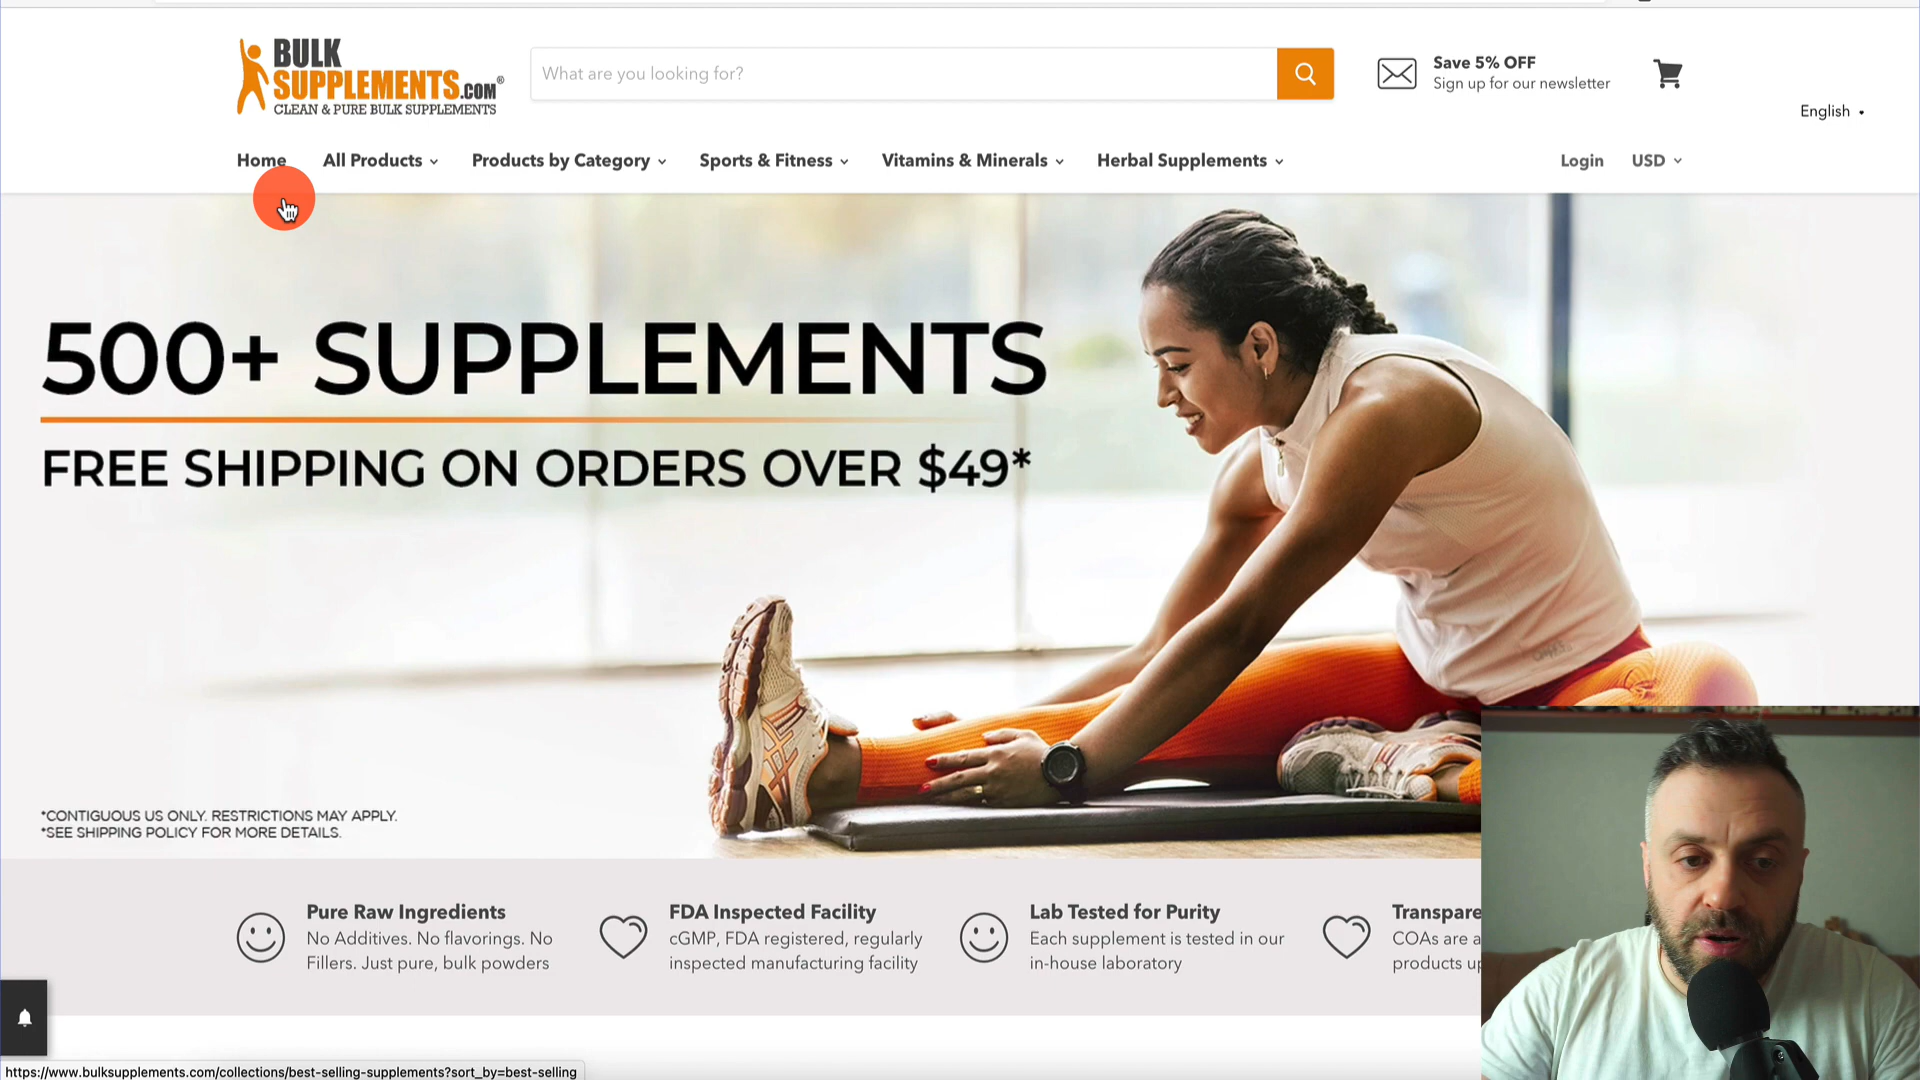 BULK
SUPPLEMENTS.COM®
CLEAN & PURE BULK SUPPLEMENTS
What are you looking for?
Save 5% OFF
Sign up for our newsletter
English
Home All Products Products by Category Sports & Fitness Vitamins & Minerals Herbal Supplements Login USD
500+ SUPPLEMENTS
FREE SHIPPING ON ORDERS OVER $49*
*CONTIGUOUS US ONLY. RESTRICTIONS MAY APPLY.
*SEE SHIPPING POLICY FOR MORE DETAILS.
Pure Raw Ingredients
No Additives. No flavorings. No
Fillers. Just pure, bulk powders
FDA Inspected Facility
cGMP, FDA registered, regularly
inspected manufacturing facility
Lab Tested for Purity
Each supplement is tested in our
in-house laboratory
Transpare
COAs are a
products up
https://www.bulksupplements.com/collections/best-selling-supplements?sort_by=best-selling